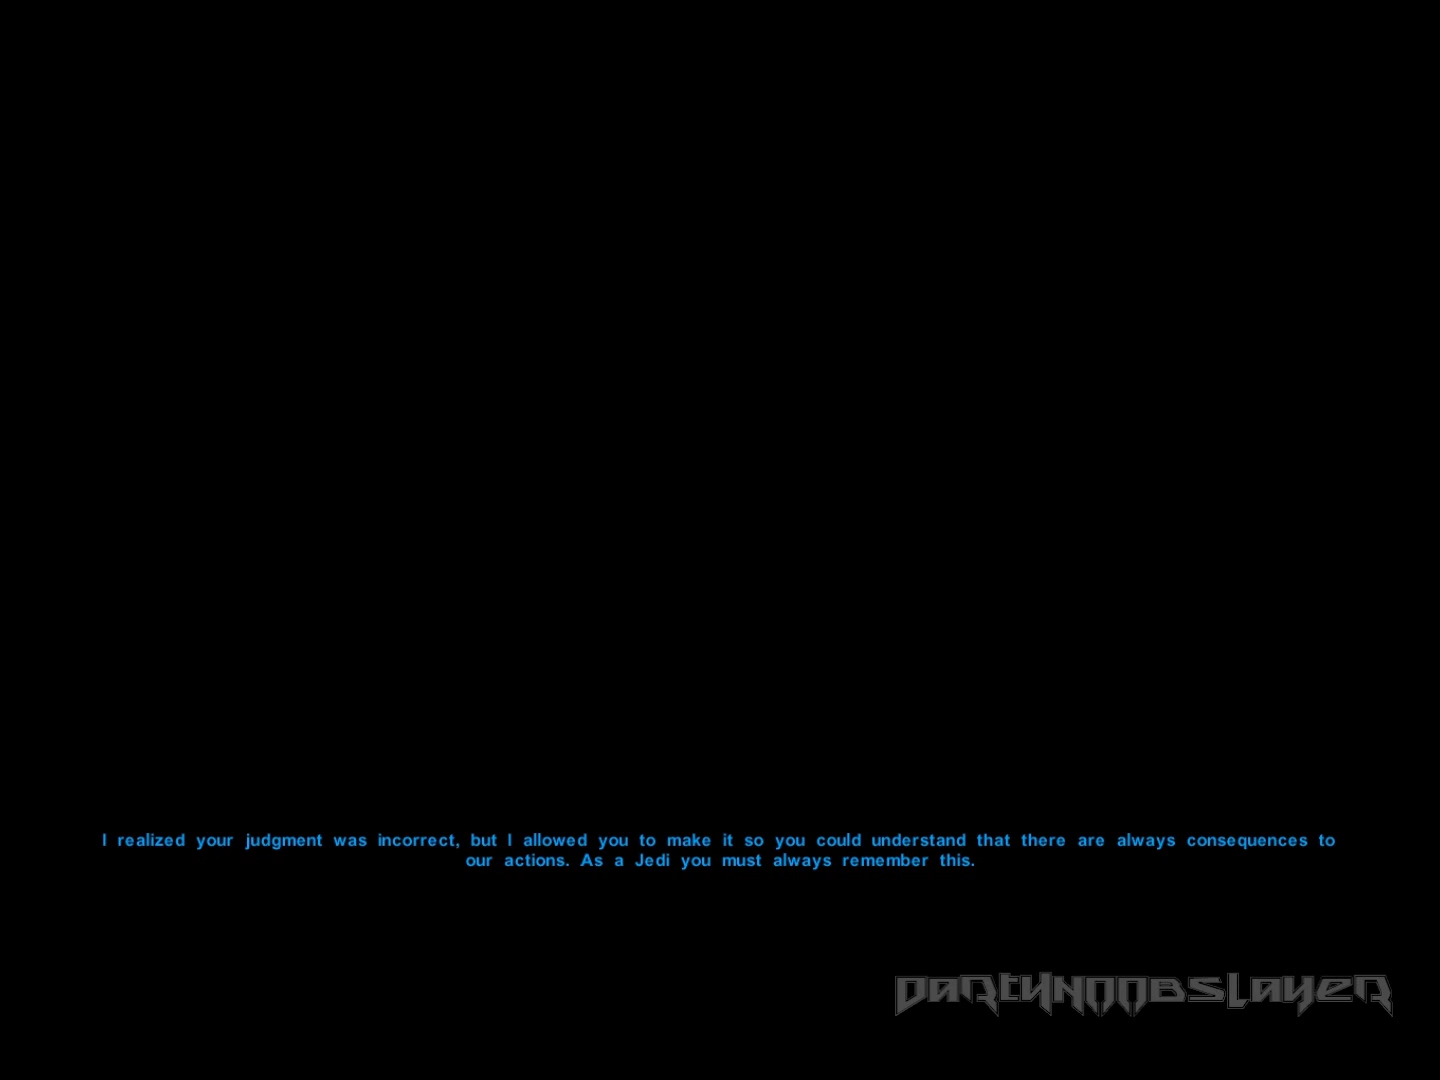 I realized your judgment was incorrect, but I allowed you to make it so you could understand that there are always consequences to
our actions. As a Jedi you must always remember this.
DarthNoobSlayer